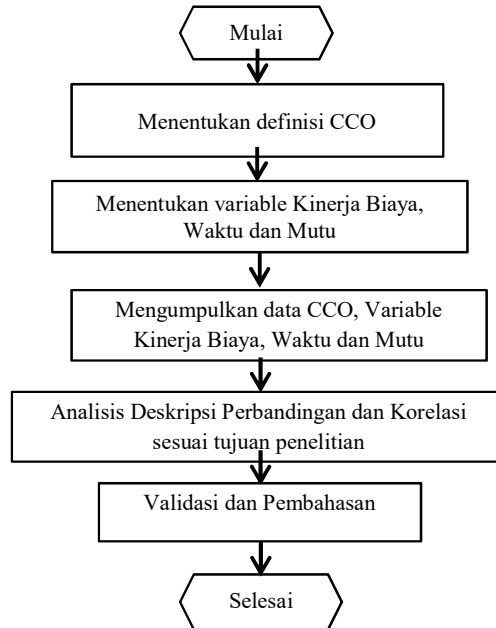 Mulai
Menentukan definisi CCO
Menentukan variable Kinerja Biaya,
Waktu dan Mutu
Mengumpulkan data CCO, Variable
Kinerja Biaya, Waktu dan Mutu
Analisis Deskripsi Perbandingan dan Korelasi
sesuai tujuan penelitian
Validasi dan Pembahasan
Selesai